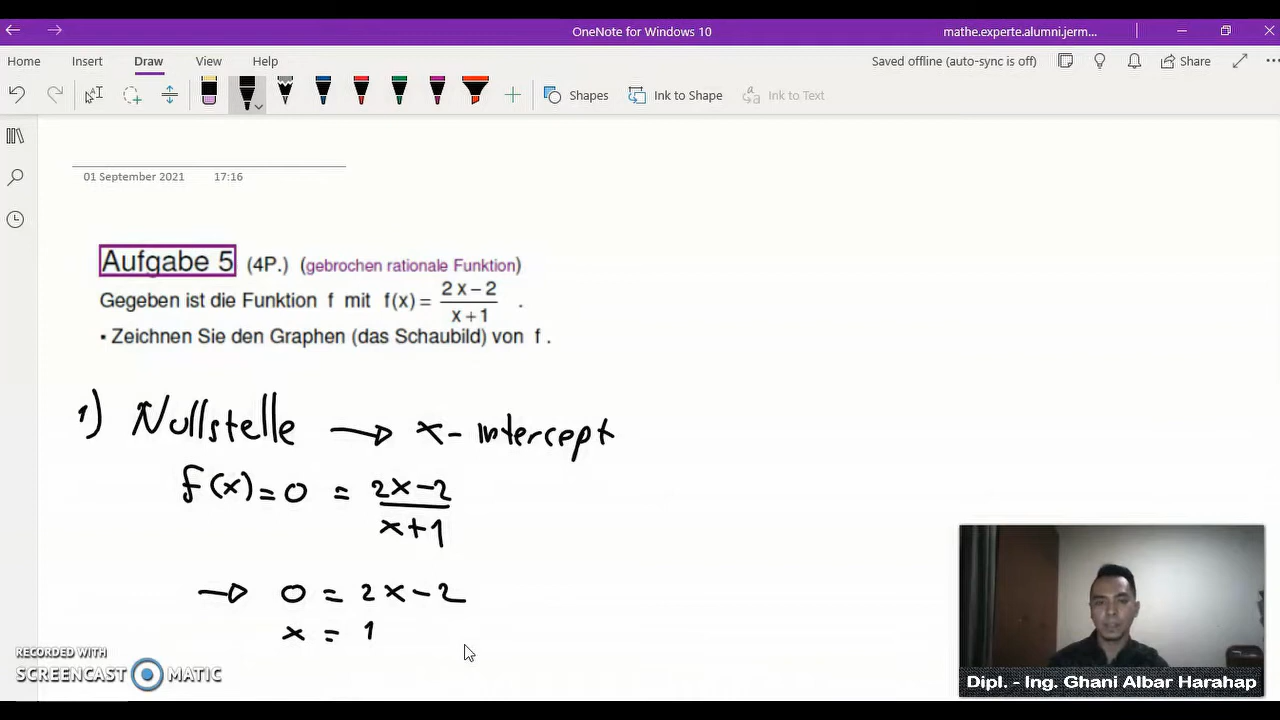 OneNote for Windows 10
mathe.experte.alumni.jerm...
Home Insert Draw View Help
Saved offline (auto-sync is off)
Share
Shapes
Ink to Shape
Ink to Text
01 September 2021 17:16
Aufgabe 5 (4P.) (gebrochen rationale Funktion)
Gegeben ist die Funktion f mit f(x) = (2x-2)/(x+1) .
• Zeichnen Sie den Graphen (das Schaubild) von f .
1) Nullstelle → x-intercept
f(x) = 0 = (2x-2)/(x+1)
→ 0 = 2x-2
x = 1
RECORDED WITH
SCREENCAST MATIC
Dipl. - Ing. Ghani Albar Harahap